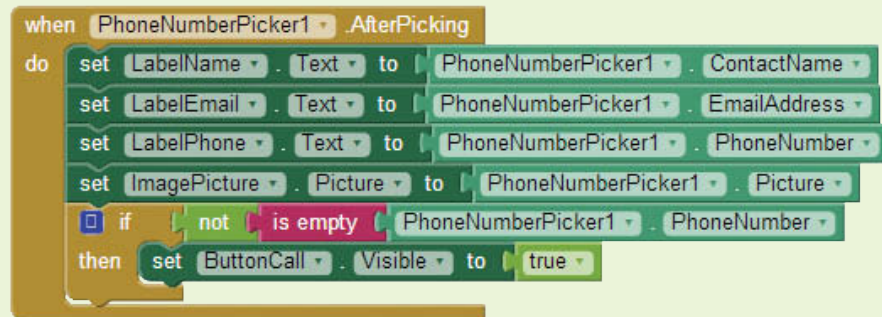 when PhoneNumberPicker1 .AfterPicking
do set LabelName . Text to PhoneNumberPicker1 . ContactName
set LabelEmail . Text to PhoneNumberPicker1 . EmailAddress
set LabelPhone . Text to PhoneNumberPicker1 . PhoneNumber
set ImagePicture . Picture to PhoneNumberPicker1 . Picture
if not is empty PhoneNumberPicker1 . PhoneNumber
then set ButtonCall . Visible to true